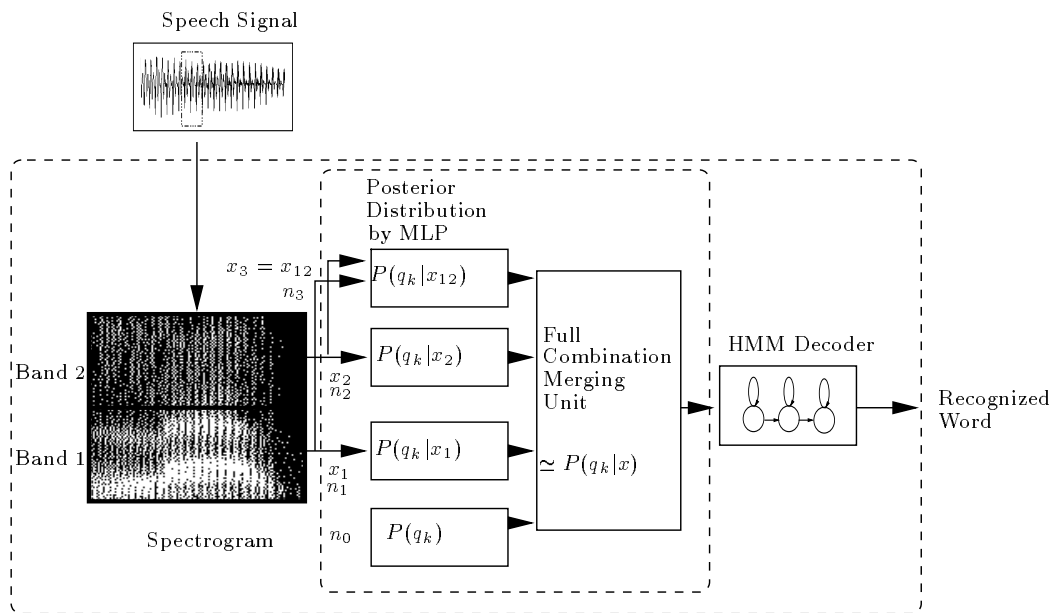 Speech Signal
Posterior
Distribution
by MLP
x₃ = x₁₂
n₃
P(qₖ|x₁₂)
Band 2
x₂
n₂
P(qₖ|x₂)
Full
Combination
Merging
Unit
≃ P(qₖ|x)
HMM Decoder
Recognized
Word
Band 1
x₁
n₁
P(qₖ|x₁)
n₀
P(qₖ)
Spectrogram